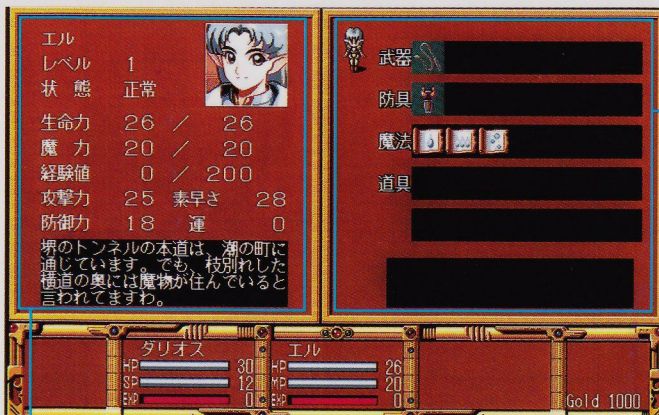 エル
レベル 1
状態 正常
生命力 26 / 26
魔力 20 / 20
経験値 0 / 200
攻撃力 25 素早さ 28
防御力 18 運 0
堺のトンネルの本道は、潮の町に
通じています。でも、枝別れした
横道の奥には魔物が住んでいると
言われてますわ。
武器
防具
魔法
道具
ダリオス
HP 30
SP 12
EXP 0
エル
HP 26
MP 20
EXP 0
Gold 1000